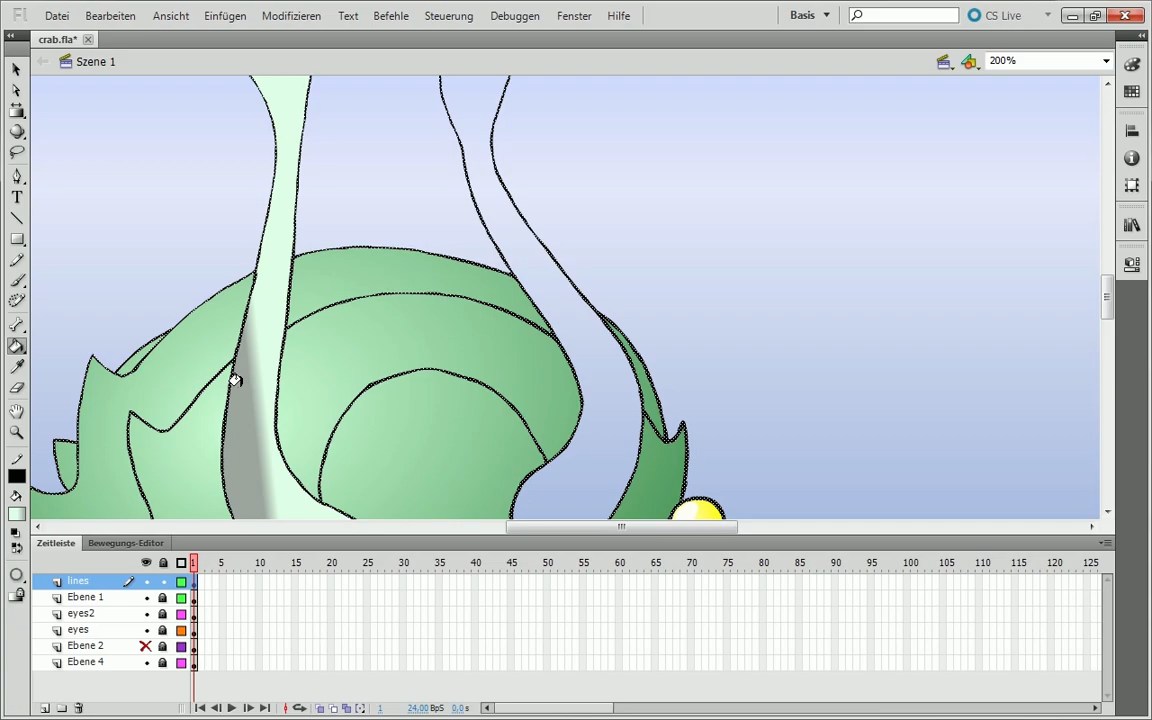 Fl Datei Bearbeiten Ansicht Einfügen Modifizieren Text Befehle Steuerung Debuggen Fenster Hilfe Basis CS Live
crab.fla*
Szene 1 200%
T
Zeitleiste Bewegungs-Editor
1 5 10 15 20 25 30 35 40 45 50 55 60 65 70 75 80 85 90 95 100 105 110 115 120 125
lines
Ebene 1
eyes2
eyes
Ebene 2
Ebene 4
1 24,00 BpS 0,0 s